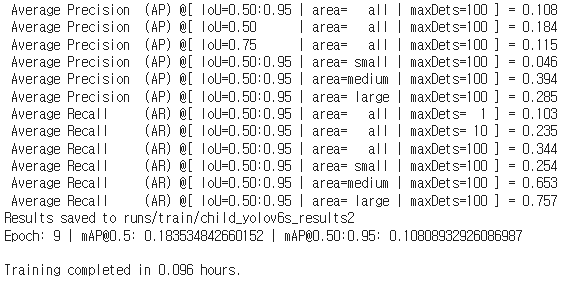 Average Precision (AP) @[ IoU=0.50:0.95 | area= all | maxDets=100 ] = 0.108
Average Precision (AP) @[ IoU=0.50 | area= all | maxDets=100 ] = 0.184
Average Precision (AP) @[ IoU=0.75 | area= all | maxDets=100 ] = 0.115
Average Precision (AP) @[ IoU=0.50:0.95 | area= small | maxDets=100 ] = 0.046
Average Precision (AP) @[ IoU=0.50:0.95 | area=medium | maxDets=100 ] = 0.394
Average Precision (AP) @[ IoU=0.50:0.95 | area= large | maxDets=100 ] = 0.285
Average Recall (AR) @[ IoU=0.50:0.95 | area= all | maxDets= 1 ] = 0.103
Average Recall (AR) @[ IoU=0.50:0.95 | area= all | maxDets= 10 ] = 0.235
Average Recall (AR) @[ IoU=0.50:0.95 | area= all | maxDets=100 ] = 0.344
Average Recall (AR) @[ IoU=0.50:0.95 | area= small | maxDets=100 ] = 0.254
Average Recall (AR) @[ IoU=0.50:0.95 | area=medium | maxDets=100 ] = 0.653
Average Recall (AR) @[ IoU=0.50:0.95 | area= large | maxDets=100 ] = 0.757
Results saved to runs/train/child_yolov6s_results2
Epoch: 9 | mAP@0.5: 0.183534842660152 | mAP@0.50:0.95: 0.10808932926086987
Training completed in 0.096 hours.